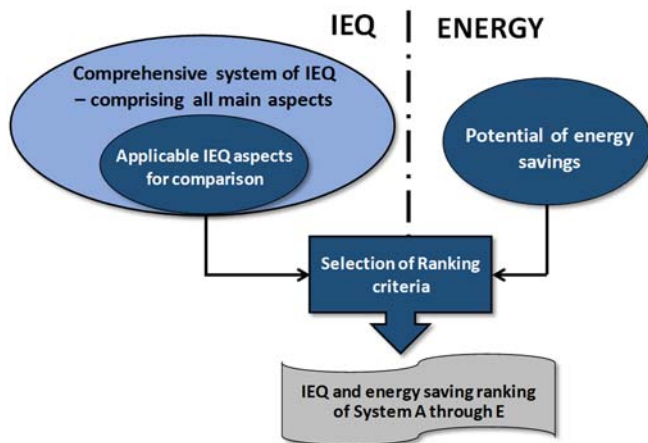 IEQ
ENERGY
Comprehensive system of IEQ
– comprising all main aspects
Applicable IEQ aspects
for comparison
Potential of energy
savings
Selection of Ranking
criteria
IEQ and energy saving ranking
of System A through E